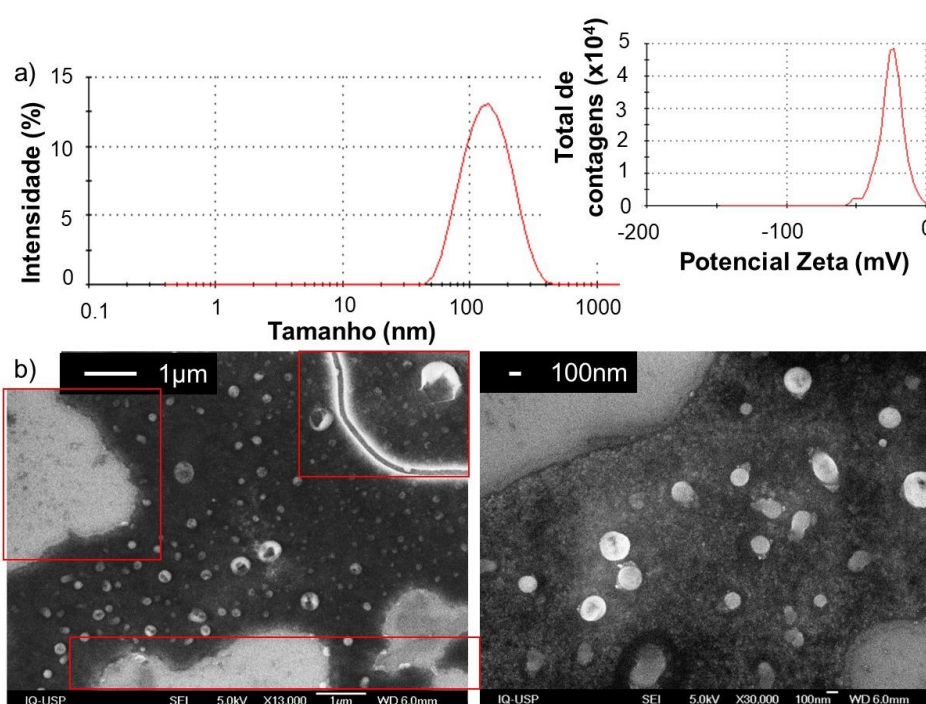 a)
Intensidade (%)
15
10
5
0
0.1
1
10
100
1000
Tamanho (nm)
Total de
contagens (x10⁴)
5
4
3
2
1
0
-200
-100
0
Potencial Zeta (mV)
b)
1µm
100nm
IQ-USP SEI 5.0kV X13,000 1µm WD 6.0mm
IQ-USP SEI 5.0kV X30,000 100nm WD 6.0mm